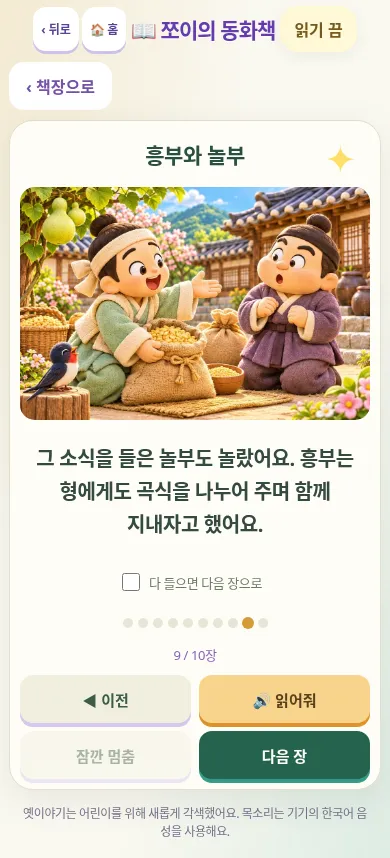 ‹ 뒤로
🏠 홈
📖 쪼이의 동화책
읽기 끔
‹ 책장으로
흥부와 놀부
그 소식을 들은 놀부도 놀랐어요. 흥부는
형에게도 곡식을 나누어 주며 함께
지내자고 했어요.
다 들으면 다음 장으로
9 / 10장
◀ 이전
🔊 읽어줘
잠깐 멈춤
다음 장
옛이야기는 어린이를 위해 새롭게 각색했어요. 목소리는 기기의 한국어 음
성을 사용해요.